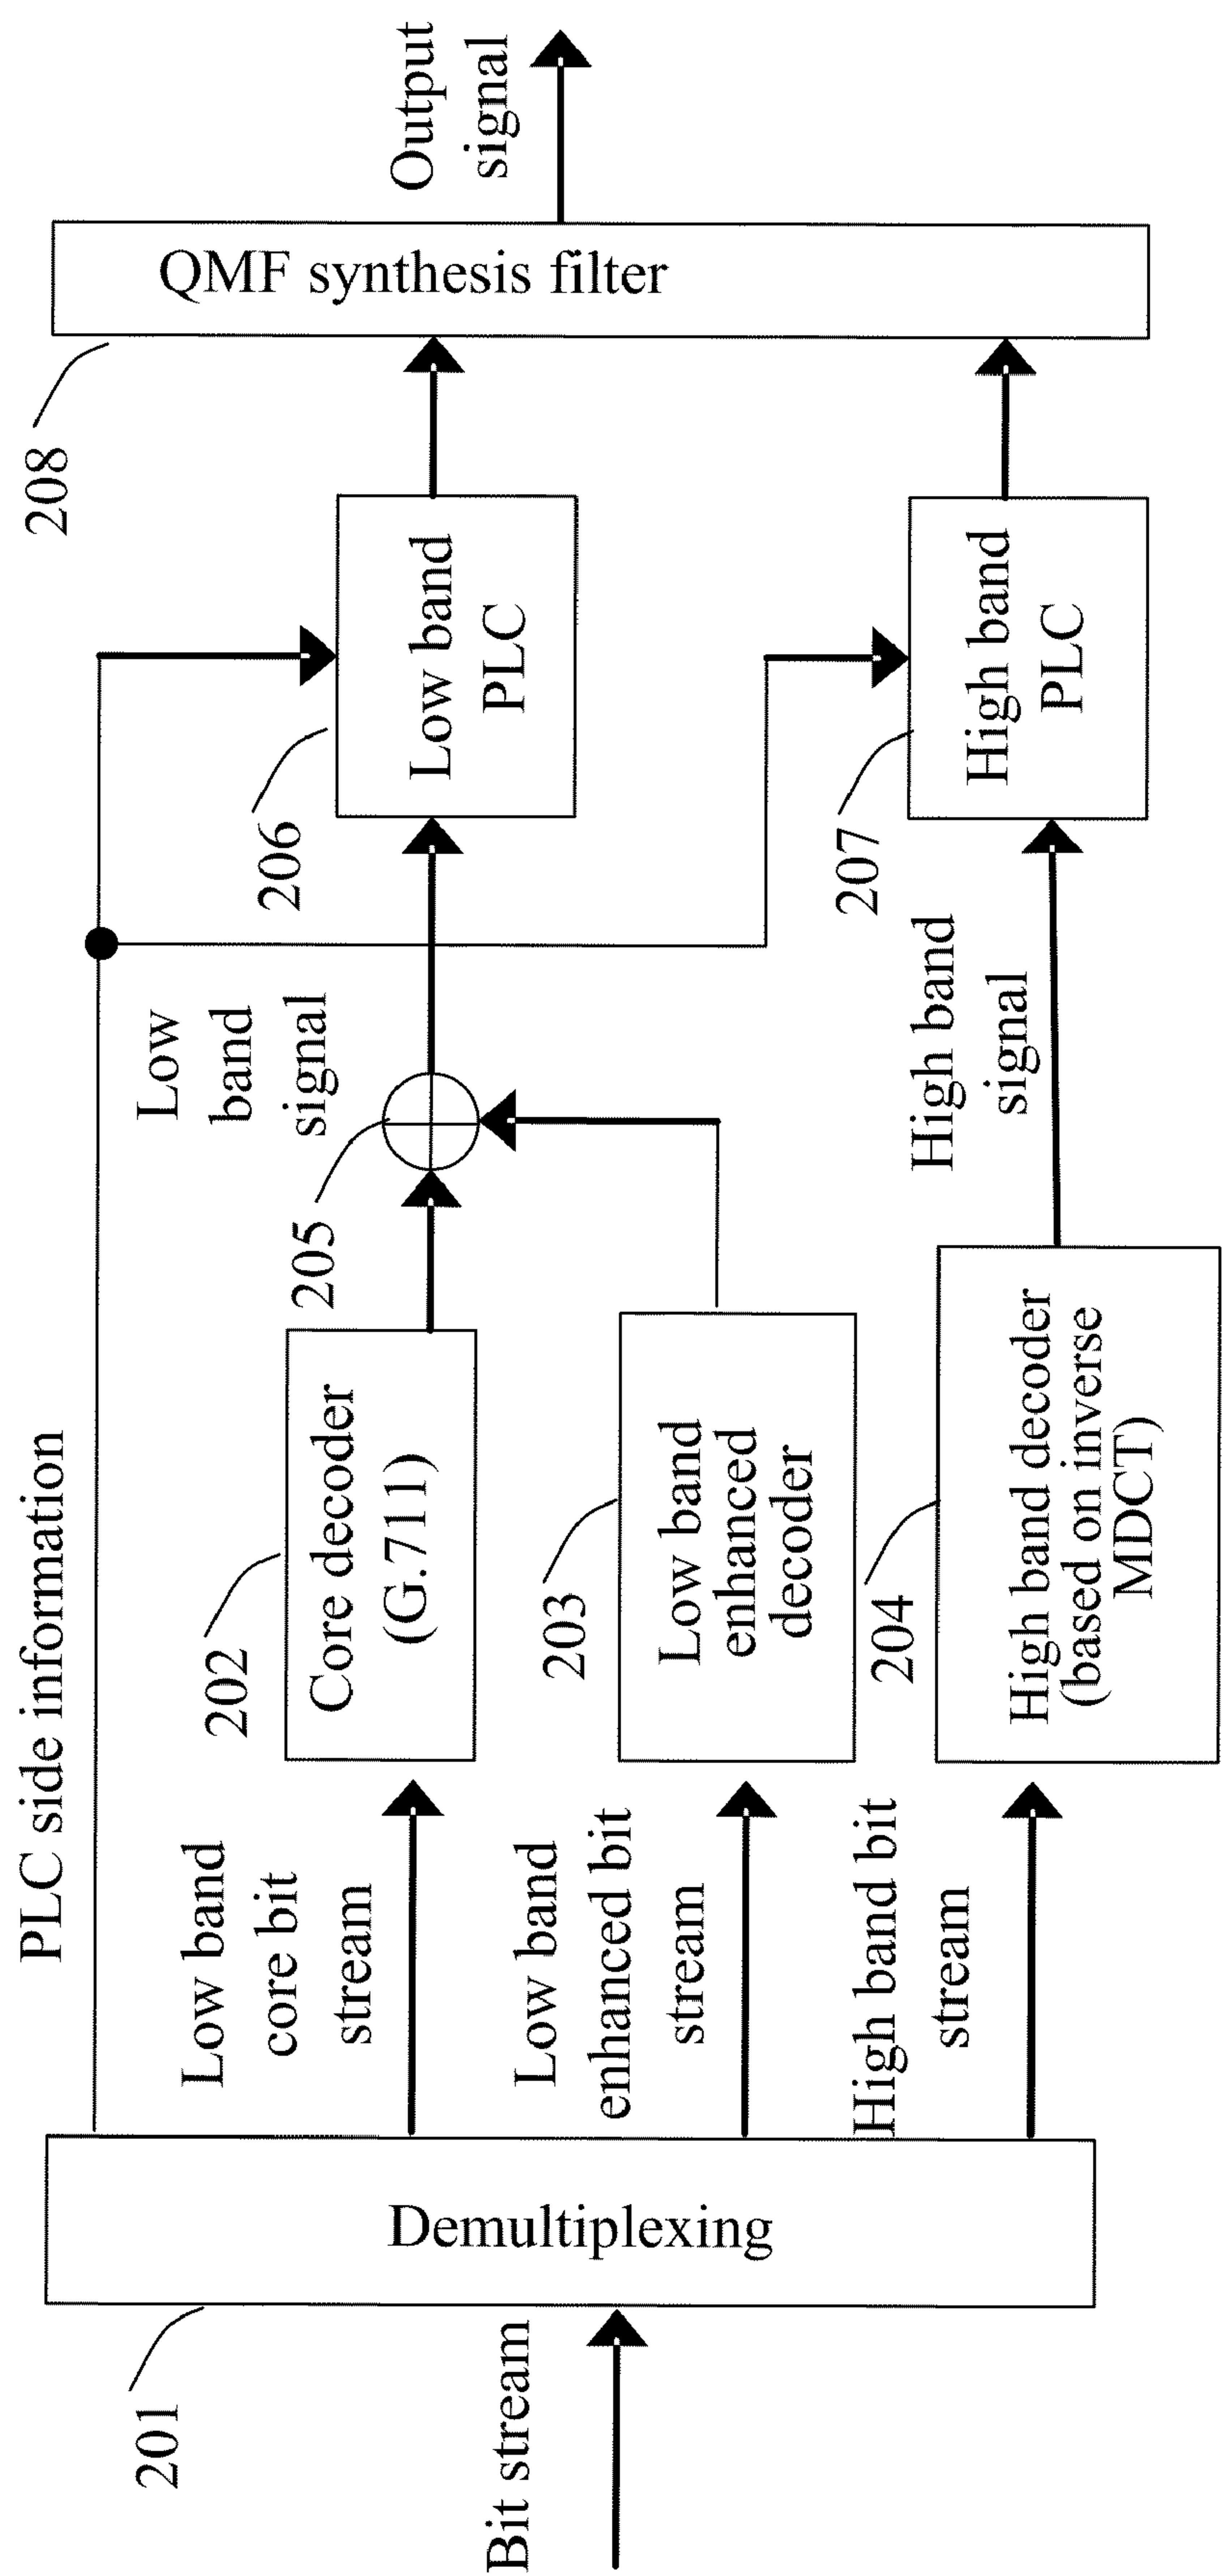 Bit stream
201
Demultiplexing
PLC side information
Low band
core bit
stream
Low band
enhanced bit
stream
High band bit
stream
202
Core decoder
(G.711)
203
Low band
enhanced
decoder
204
High band decoder
(based on inverse
MDCT)
205
Low
band
signal
High band
signal
206
Low band
PLC
207
High band
PLC
208
QMF synthesis filter
Output
signal